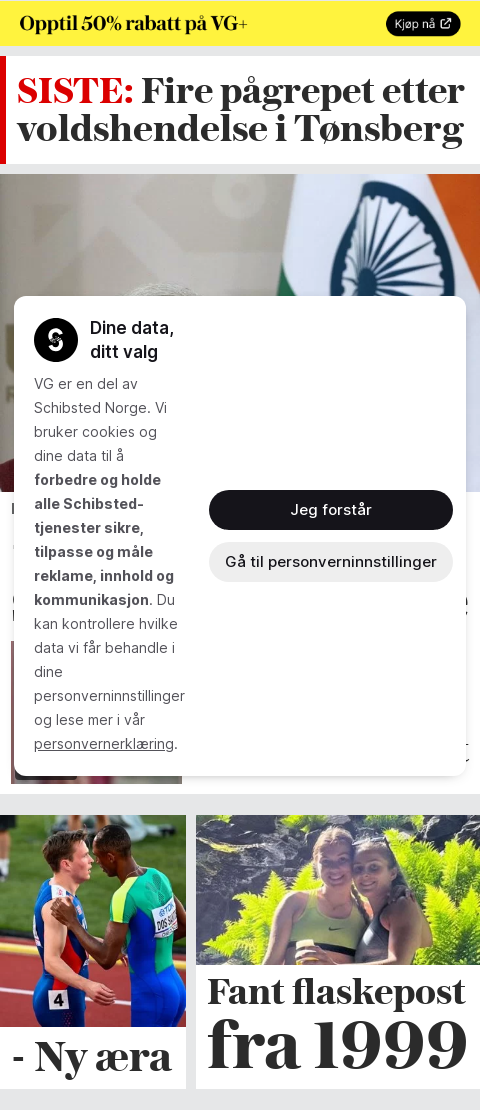 Opptil 50% rabatt på VG+
Kjøp nå
SISTE: Fire pågrepet etter
voldshendelse i Tønsberg
Dine data,
ditt valg
VG er en del av
Schibsted Norge. Vi
bruker cookies og
dine data til å
forbedre og holde
alle Schibsted-
tjenester sikre,
tilpasse og måle
reklame, innhold og
kommunikasjon. Du
kan kontrollere hvilke
data vi får behandle i
dine
personverninnstillinger
og lese mer i vår
personvernerklæring.
Jeg forstår
Gå til personverninnstillinger
4
DOS SA
- Ny æra
Fant flaskepost
fra 1999